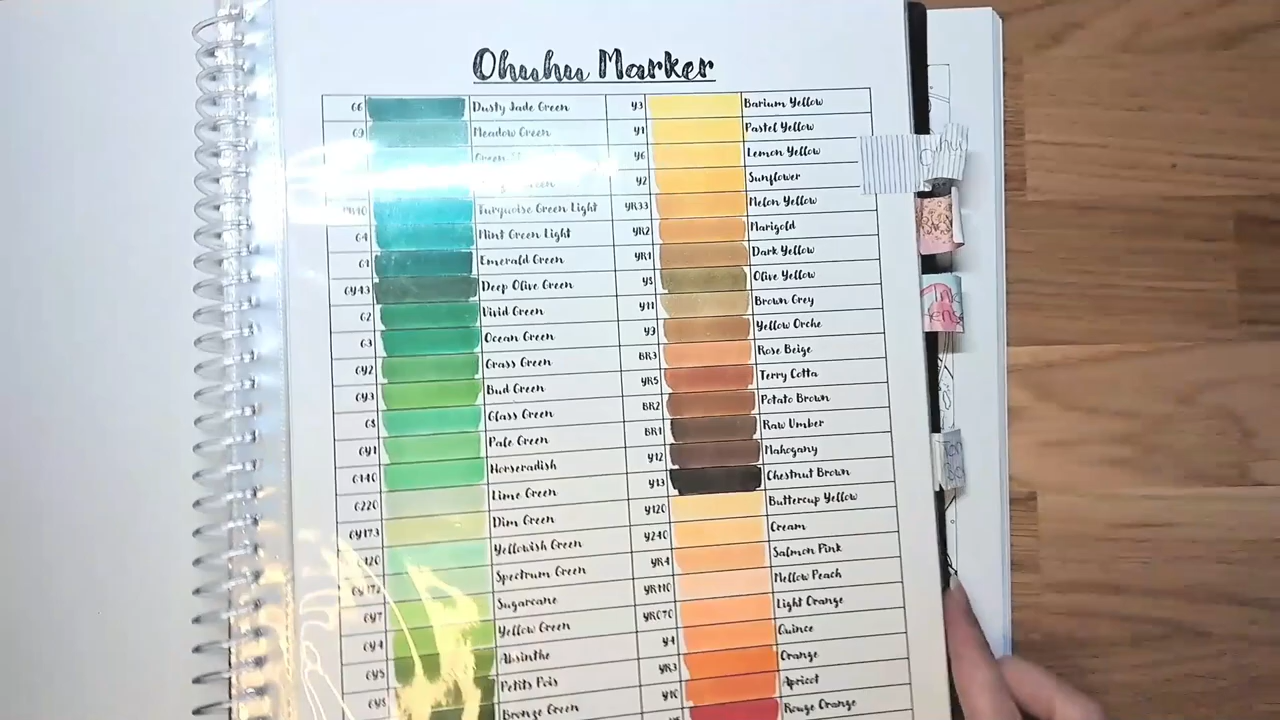 Ohuhu Marker
G6 Dusty Jade Green Y3 Barium Yellow
G9 Meadow Green Y1 Pastel Yellow
Green Y6 Lemon Yellow
Green Y2 Sunflower
Turquoise Green Light YR33 Melon Yellow
G4 Mint Green Light YR2 Marigold
G1 Emerald Green YR1 Dark Yellow
GY43 Deep Olive Green Y5 Olive Yellow
G2 Vivid Green Y11 Brown Grey
G3 Ocean Green Y3 Yellow Orche
GY2 Grass Green BR3 Rose Beige
GY3 Bud Green YR5 Terry Cotta
G8 Glass Green BR2 Potato Brown
GY1 Pale Green BR1 Raw Umber
G140 Horseradish Y12 Mahogany
G220 Lime Green Y13 Chestnut Brown
GY173 Dim Green Y120 Buttercup Yellow
G120 Yellowish Green Y240 Cream
GY172 Spectrum Green YR4 Salmon Pink
GY7 Sugarcane YR110 Mellow Peach
GY4 Yellow Green YR070 Light Orange
GY5 Absinthe Y4 Quince
GY8 Petits Pois YR3 Orange
Bronze Green Y10 Apricot
Rouge Orange